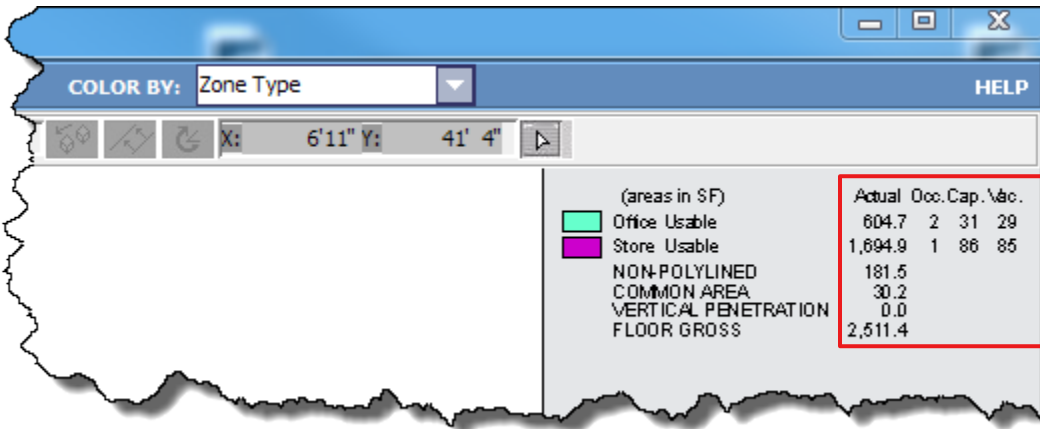 COLOR BY: Zone Type HELP
X: 6'11" Y: 41' 4"
(areas in SF) Actual Occ. Cap. Vac.
Office Usable 604.7 2 31 29
Store Usable 1,694.9 1 86 85
NON-POLYLINED 181.5
COMMON AREA 30.2
VERTICAL PENETRATION 0.0
FLOOR GROSS 2,511.4